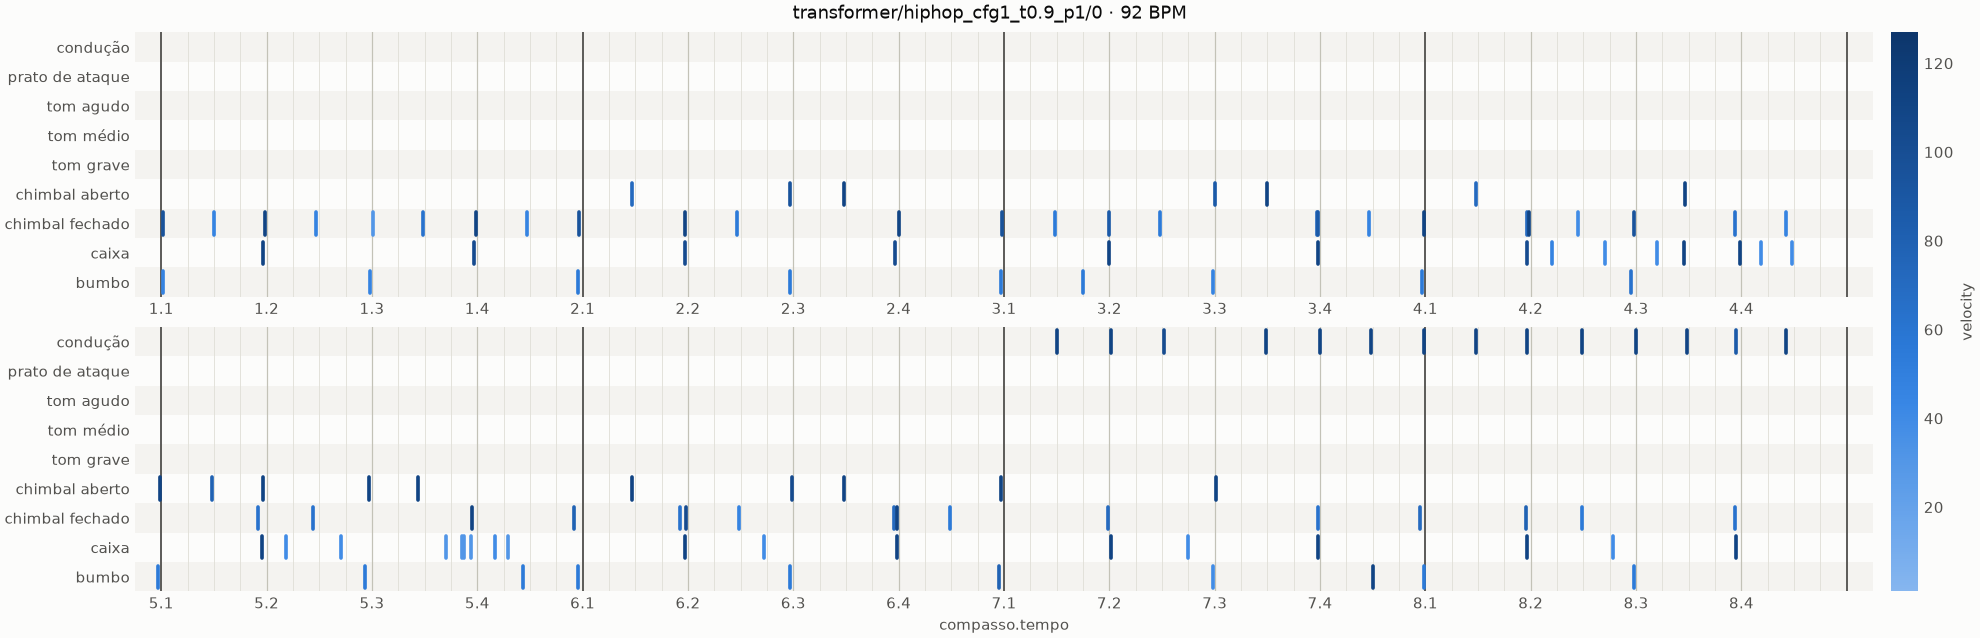 transformer/hiphop_cfg1_t0.9_p1/0 · 92 BPM
condução
prato de ataque
tom agudo
tom médio
tom grave
chimbal aberto
chimbal fechado
caixa
bumbo
1.1 1.2 1.3 1.4 2.1 2.2 2.3 2.4 3.1 3.2 3.3 3.4 4.1 4.2 4.3 4.4
condução
prato de ataque
tom agudo
tom médio
tom grave
chimbal aberto
chimbal fechado
caixa
bumbo
5.1 5.2 5.3 5.4 6.1 6.2 6.3 6.4 7.1 7.2 7.3 7.4 8.1 8.2 8.3 8.4
compasso.tempo
120
100
80
60
40
20
velocity